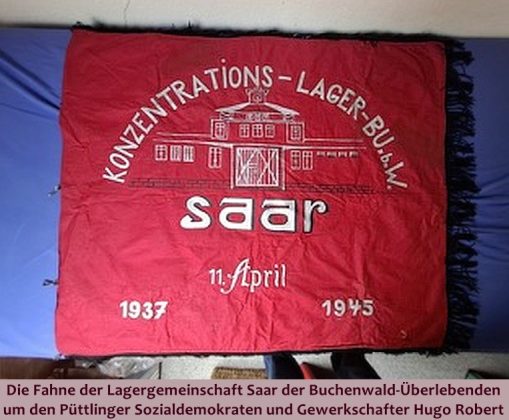 KONZENTRATiONS – LAGER-BU.b.W.
saar
11. April
1937 1945
Die Fahne der Lagergemeinschaft Saar der Buchenwald-Überlebenden
um den Püttlinger Sozialdemokraten und Gewerkschafter Hugo Robert